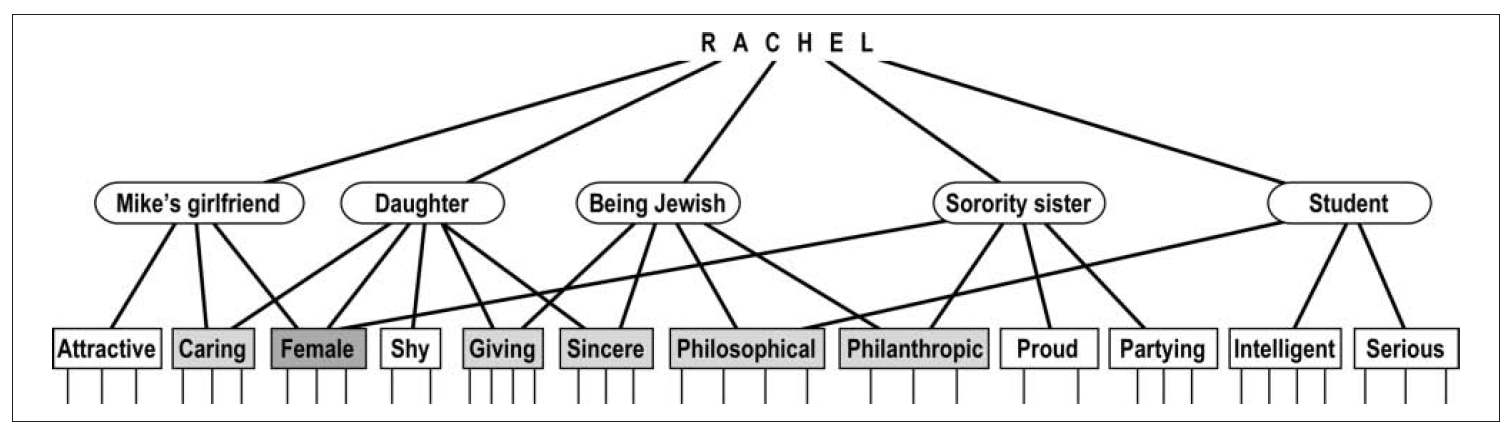 R A C H E L
Mike's girlfriend Daughter Being Jewish Sorority sister Student
Attractive Caring Female Shy Giving Sincere Philosophical Philanthropic Proud Partying Intelligent Serious